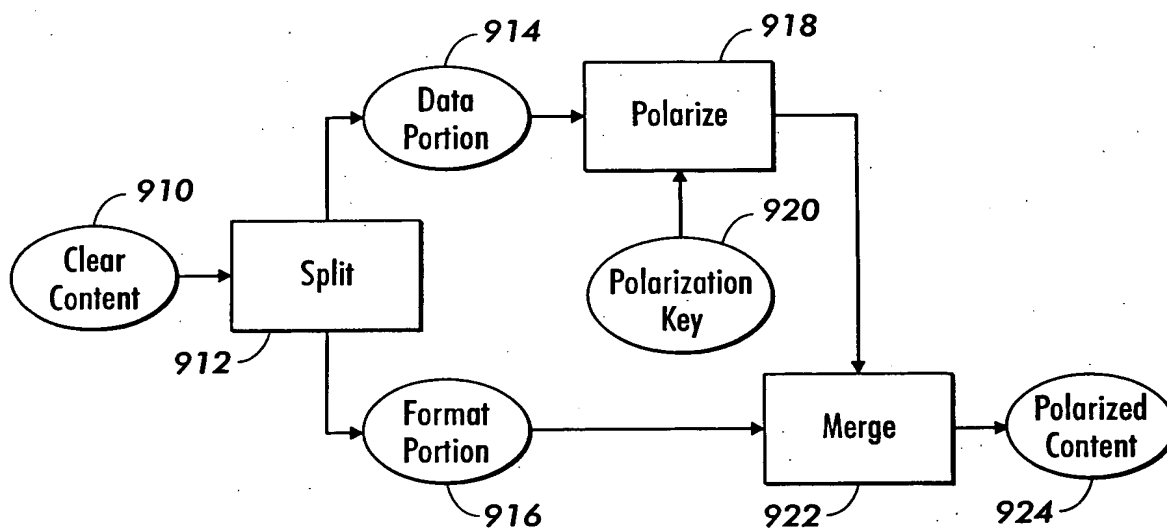 914
918
Data
Portion
Polarize
910
920
Clear
Content
Split
Polarization
Key
912
Format
Portion
Merge
Polarized
Content
916
922
924